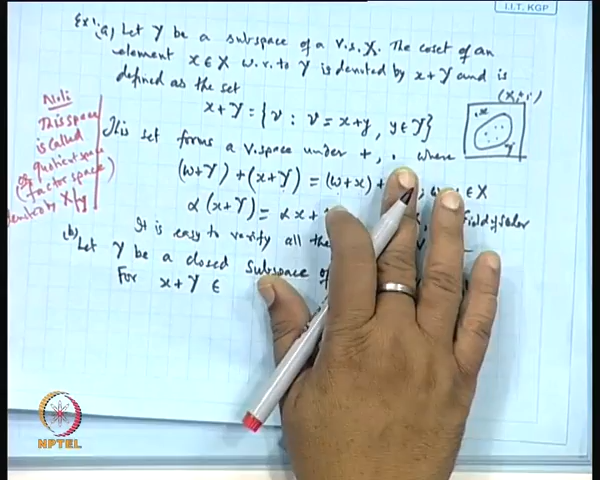 I.I.T. KGP
Ex: (a) Let Y be a subspace of a v.s. X. The coset of an
element x ∈ X w.r. to Y is denoted by x + Y and is
defined as the set
x + Y = { v : v = x + y, y ∈ Y }
(X, +, ·)
.x
Y
Note:
This space
is called
quotient space
(or factor space)
denoted by X/Y
This set forms a v. space under +, · where
(w + Y) + (x + Y) = (w + x) + ∈ X
α (x + Y) = αx + Field of scalar
It is easy to verify all the
(b) Let Y be a closed subspace of
For x + Y ∈
NPTEL